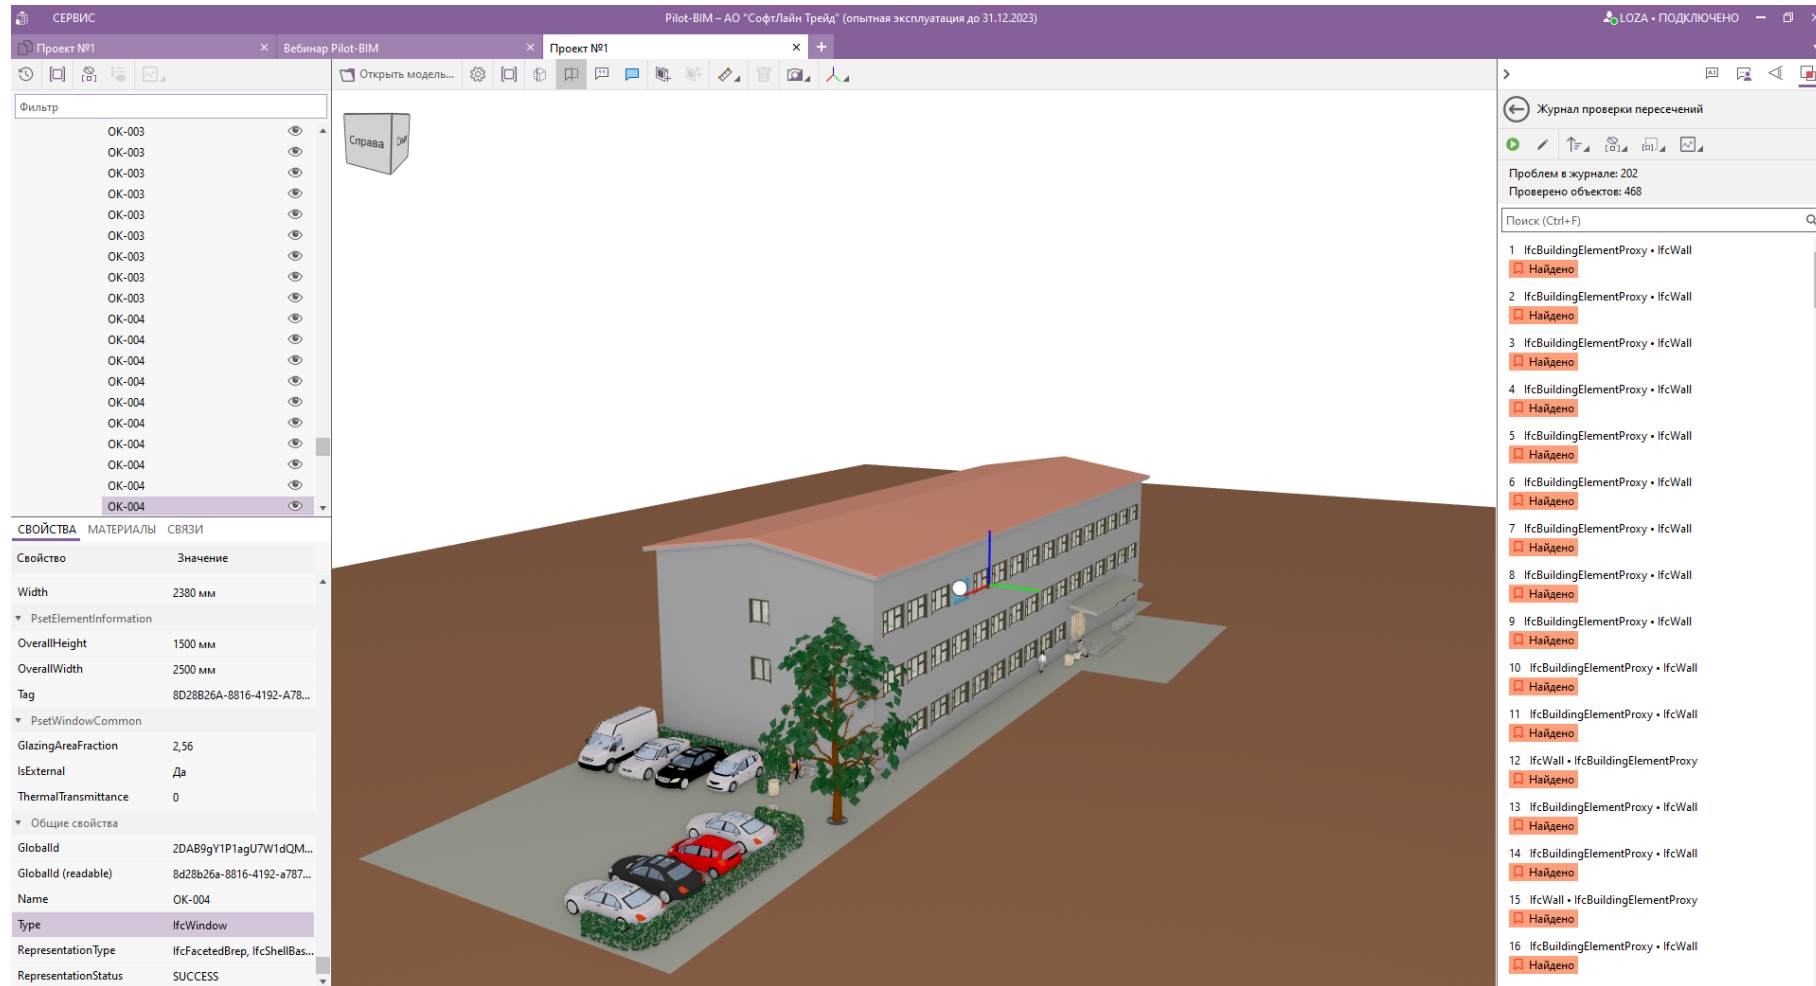 СЕРВИС
Pilot-BIM – АО "СофтЛайн Трейд" (опытная эксплуатация до 31.12.2023)
LOZA • ПОДКЛЮЧЕНО
Проект №1
Вебинар Pilot-BIM
Проект №1
Открыть модель...
Фильтр
ОК-003
ОК-003
ОК-003
ОК-003
ОК-003
ОК-003
ОК-003
ОК-003
ОК-003
ОК-004
ОК-004
ОК-004
ОК-004
ОК-004
ОК-004
ОК-004
ОК-004
ОК-004
ОК-004
СВОЙСТВА МАТЕРИАЛЫ СВЯЗИ
Свойство Значение
Width 2380 мм
PsetElementInformation
OverallHeight 1500 мм
OverallWidth 2500 мм
Tag 8D28B26A-8816-4192-A78...
PsetWindowCommon
GlazingAreaFraction 2,56
IsExternal Да
ThermalTransmittance 0
Общие свойства
GlobalId 2DAB9gY1P1agU7W1dQM...
GlobalId (readable) 8d28b26a-8816-4192-a787...
Name ОК-004
Type IfcWindow
RepresentationType IfcFacetedBrep, IfcShellBas...
RepresentationStatus SUCCESS
Справа
Журнал проверки пересечений
Проблем в журнале: 202
Проверено объектов: 468
Поиск (Ctrl+F)
1 IfcBuildingElementProxy • IfcWall
Найдено
2 IfcBuildingElementProxy • IfcWall
Найдено
3 IfcBuildingElementProxy • IfcWall
Найдено
4 IfcBuildingElementProxy • IfcWall
Найдено
5 IfcBuildingElementProxy • IfcWall
Найдено
6 IfcBuildingElementProxy • IfcWall
Найдено
7 IfcBuildingElementProxy • IfcWall
Найдено
8 IfcBuildingElementProxy • IfcWall
Найдено
9 IfcBuildingElementProxy • IfcWall
Найдено
10 IfcBuildingElementProxy • IfcWall
Найдено
11 IfcBuildingElementProxy • IfcWall
Найдено
12 IfcWall • IfcBuildingElementProxy
Найдено
13 IfcBuildingElementProxy • IfcWall
Найдено
14 IfcBuildingElementProxy • IfcWall
Найдено
15 IfcWall • IfcBuildingElementProxy
Найдено
16 IfcBuildingElementProxy • IfcWall
Найдено